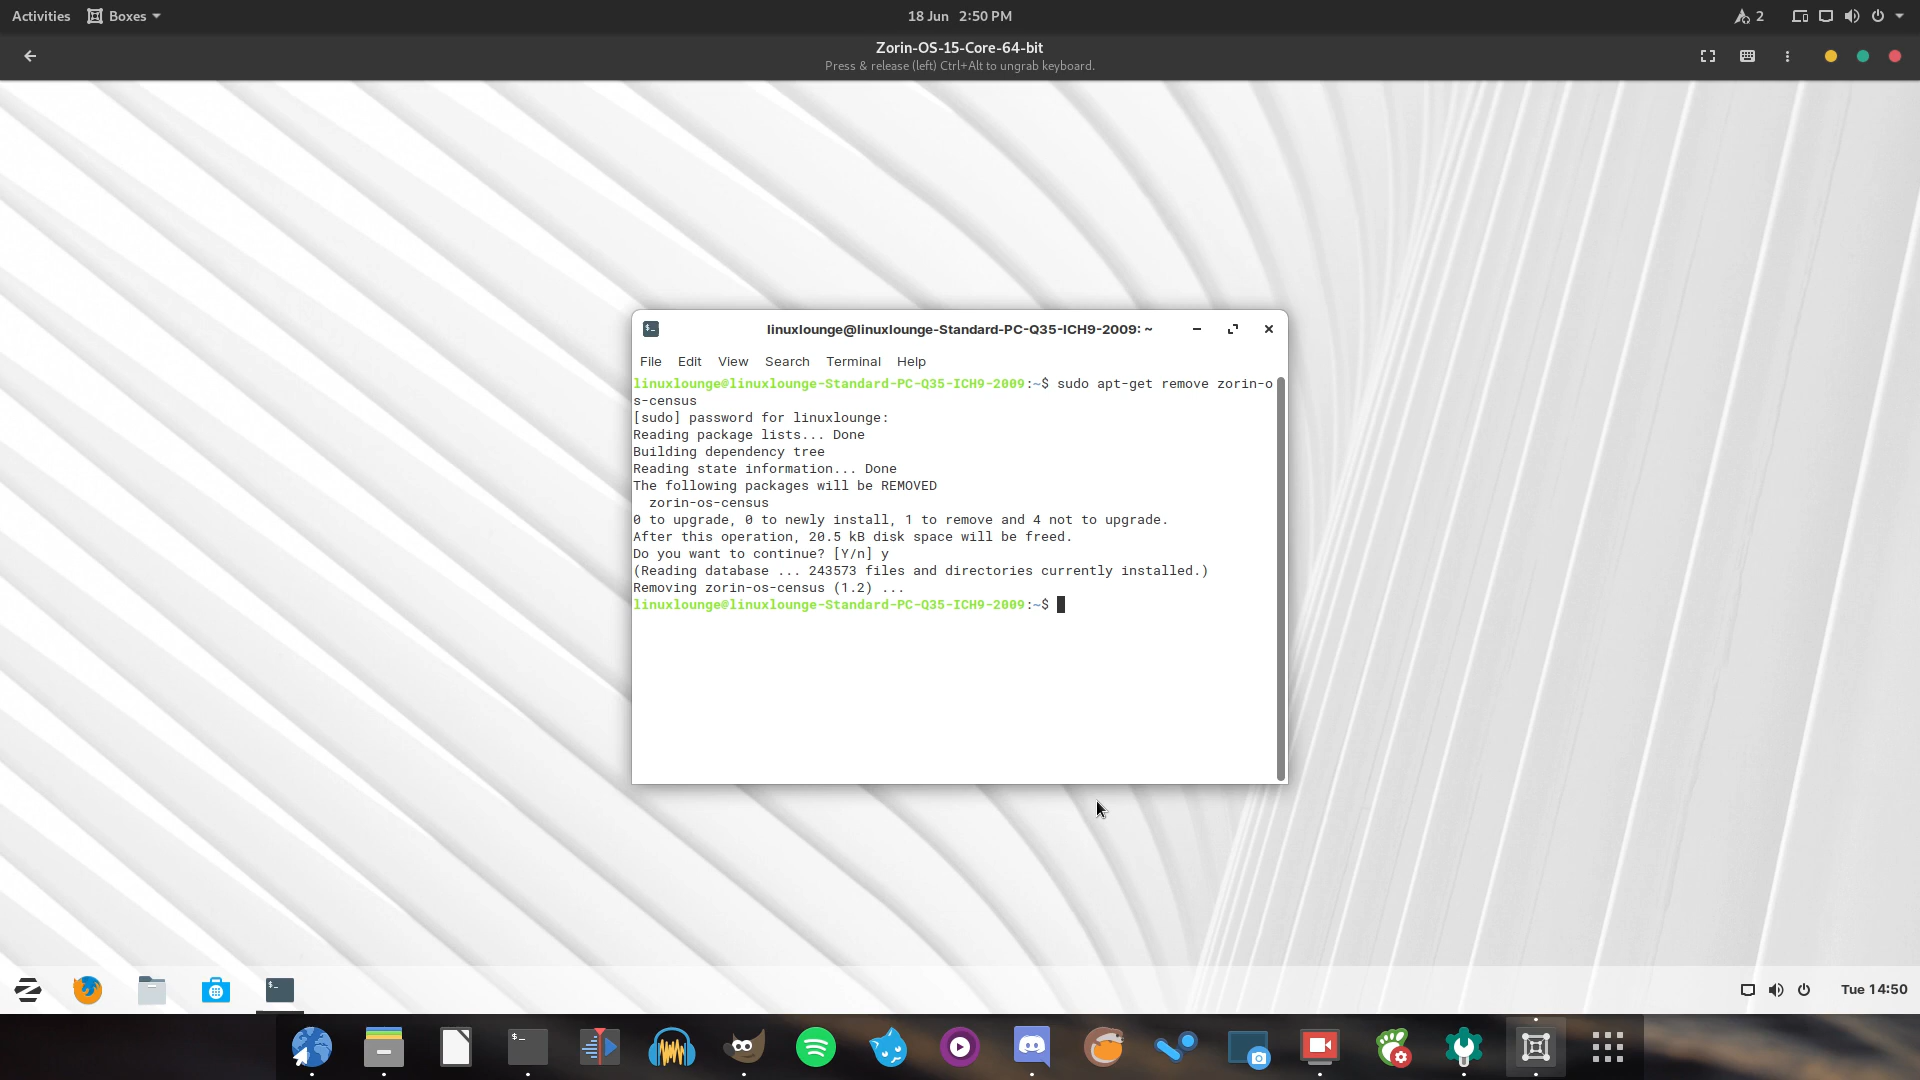 Activities Boxes 18 Jun 2:50 PM 2
Zorin-OS-15-Core-64-bit
Press & release (left) Ctrl+Alt to ungrab keyboard.
linuxlounge@linuxlounge-Standard-PC-Q35-ICH9-2009: ~
File Edit View Search Terminal Help
linuxlounge@linuxlounge-Standard-PC-Q35-ICH9-2009:~$ sudo apt-get remove zorin-o
s-census
[sudo] password for linuxlounge:
Reading package lists... Done
Building dependency tree
Reading state information... Done
The following packages will be REMOVED
zorin-os-census
0 to upgrade, 0 to newly install, 1 to remove and 4 not to upgrade.
After this operation, 20.5 kB disk space will be freed.
Do you want to continue? [Y/n] y
(Reading database ... 243573 files and directories currently installed.)
Removing zorin-os-census (1.2) ...
linuxlounge@linuxlounge-Standard-PC-Q35-ICH9-2009:~$
Tue 14:50